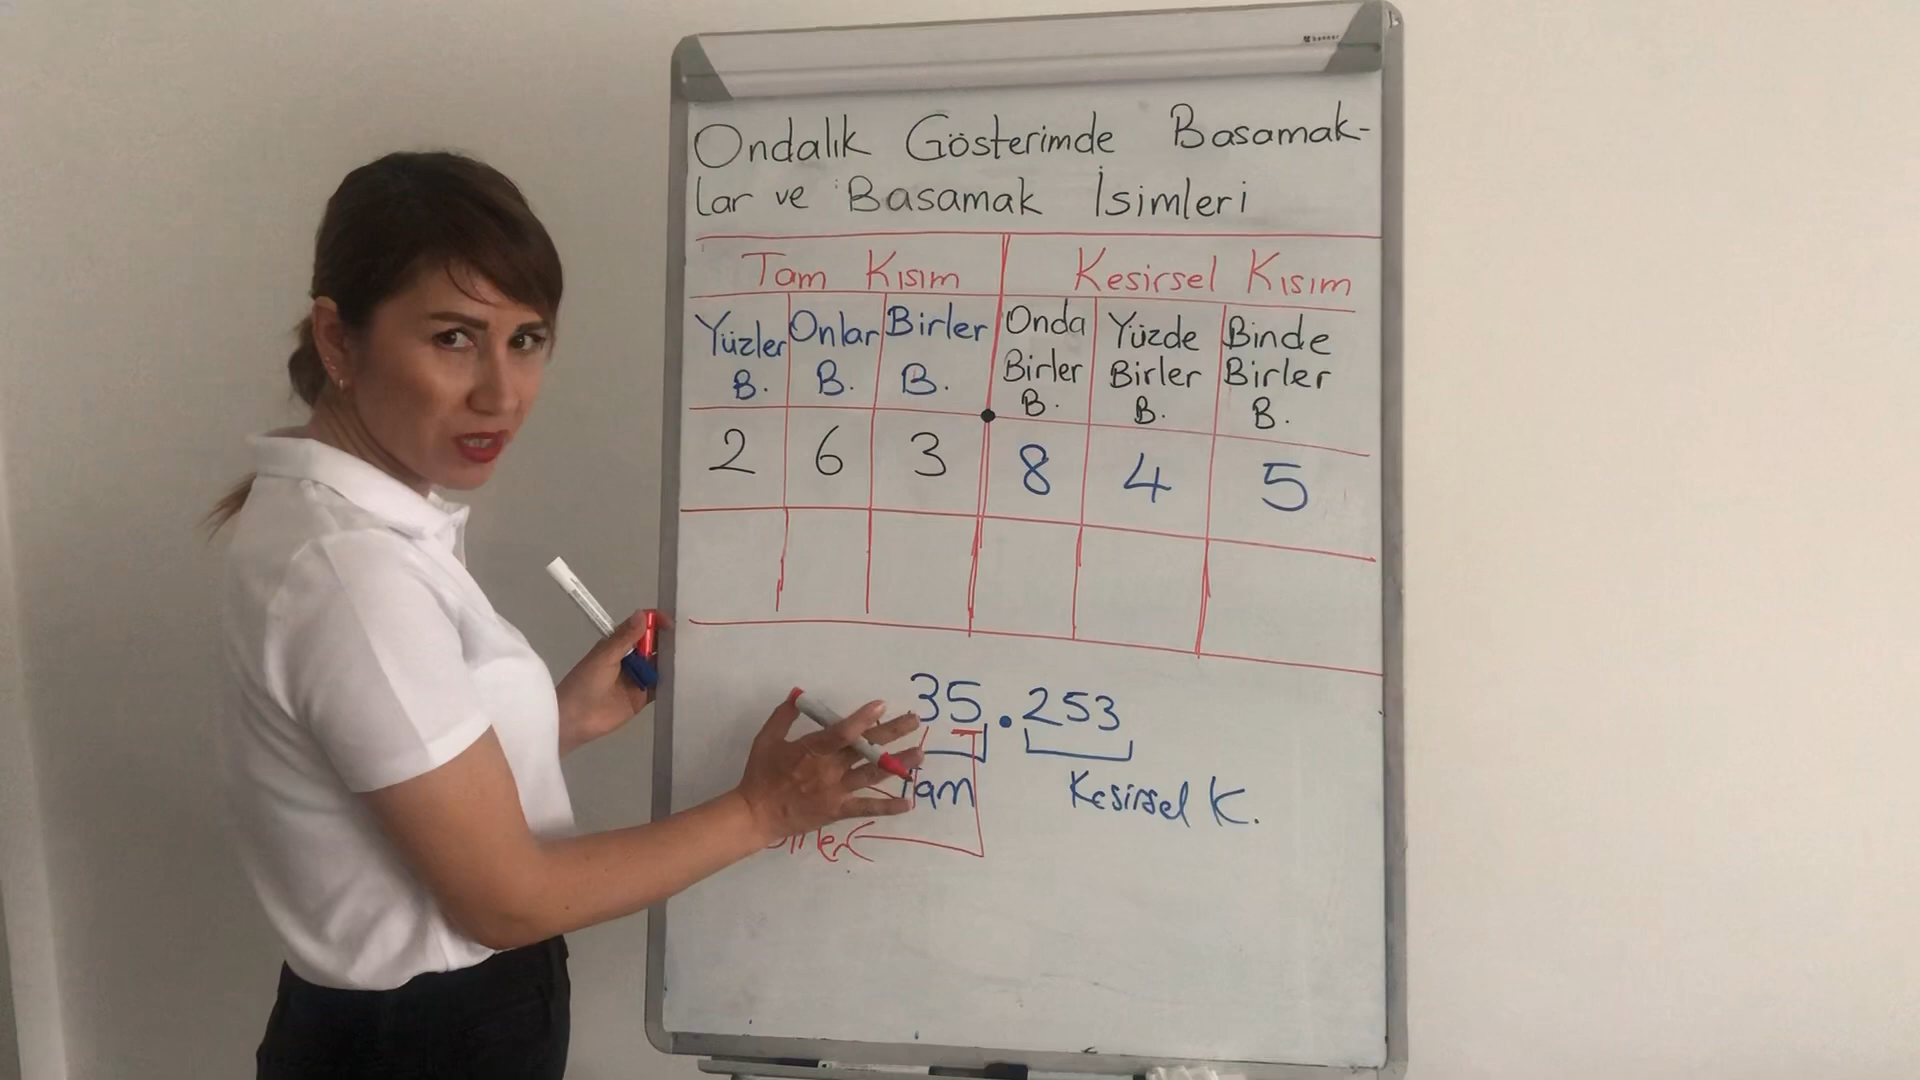 Ondalık Gösterimde Basamak-
lar ve Basamak İsimleri
Tam Kısım Kesirsel Kısım
Yüzler B. Onlar B. Birler B. Onda Birler B. Yüzde Birler B. Binde Birler B.
2 6 3 . 8 4 5
35.253
Tam Kesirsel K.